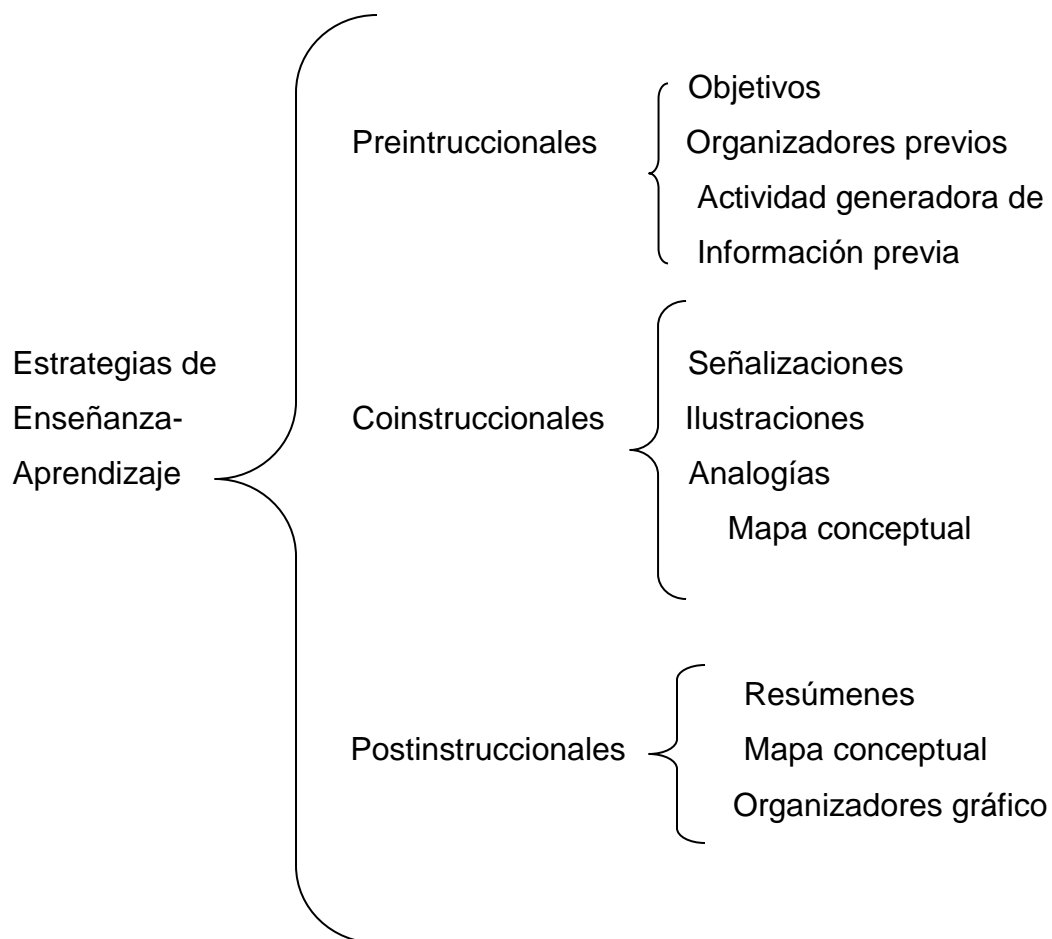 Estrategias de
Enseñanza-
Aprendizaje
Preintruccionales
Objetivos
Organizadores previos
Actividad generadora de
Información previa
Coinstruccionales
Señalizaciones
Ilustraciones
Analogías
Mapa conceptual
Postinstruccionales
Resúmenes
Mapa conceptual
Organizadores gráfico